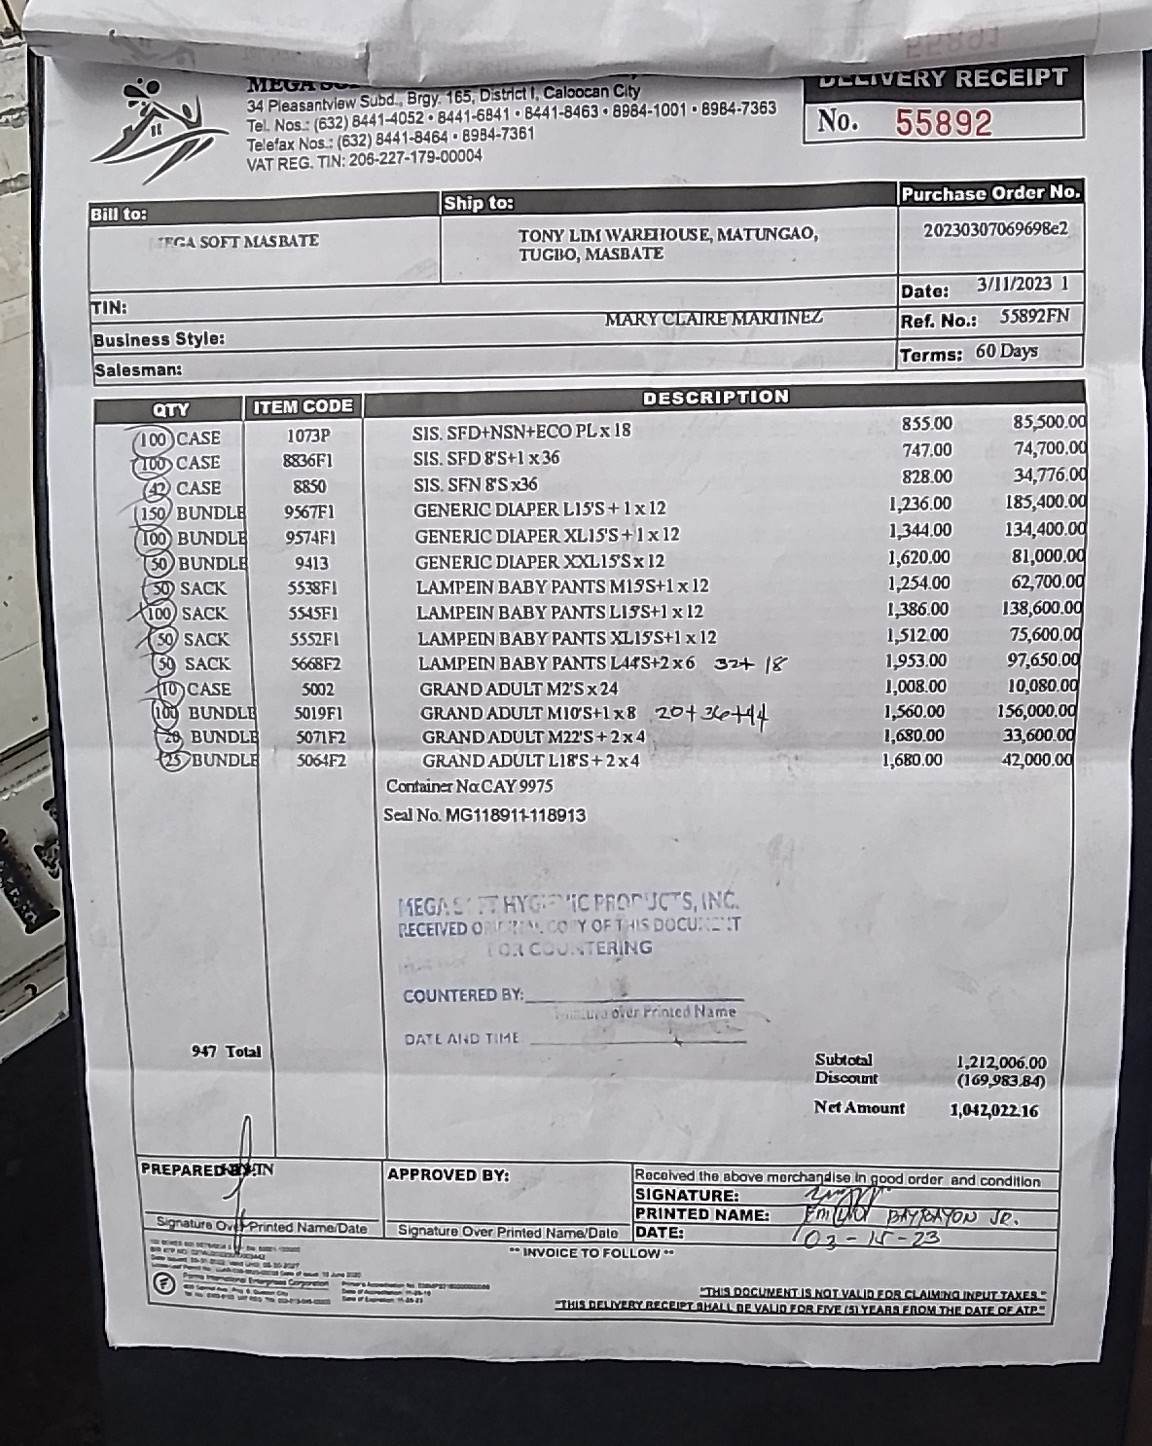 55891
DELIVERY RECEIPT
No. 55892
34 Pleasantview Subd., Brgy. 165, District I, Caloocan City
Tel. Nos.: (632) 8441-4052 • 8441-6841 • 8441-8463 • 8984-1001 • 8984-7363
Telefax Nos.: (632) 8441-8464 • 8984-7361
VAT REG. TIN: 206-227-179-00004
Bill to: Ship to: Purchase Order No.
MEGA SOFT MASBATE TONY LIM WAREHOUSE, MATUNGAO, 20230307069698e2
TUGBO, MASBATE
TIN: Date: 3/11/2023 1
MARY CLAIRE MARTINEZ
Business Style: Ref. No.: 55892FN
Salesman: Terms: 60 Days
QTY ITEM CODE DESCRIPTION
100 CASE 1073P SIS. SFD+NSN+ECO PL x 18 855.00 85,500.00
100 CASE 8836F1 SIS. SFD 8'S+1 x 36 747.00 74,700.00
42 CASE 8850 SIS. SFN 8'S x36 828.00 34,776.00
150 BUNDLE 9567F1 GENERIC DIAPER L15'S + 1 x 12 1,236.00 185,400.00
100 BUNDLE 9574F1 GENERIC DIAPER XL15'S + 1 x 12 1,344.00 134,400.00
50 BUNDLE 9413 GENERIC DIAPER XXL15'S x 12 1,620.00 81,000.00
50 SACK 5538F1 LAMPEIN BABY PANTS M15'S+1 x 12 1,254.00 62,700.00
100 SACK 5545F1 LAMPEIN BABY PANTS L15'S+1 x 12 1,386.00 138,600.00
50 SACK 5552F1 LAMPEIN BABY PANTS XL15'S+1 x 12 1,512.00 75,600.00
50 SACK 5668F2 LAMPEIN BABY PANTS L44'S+2 x 6 32+ 18 1,953.00 97,650.00
10 CASE 5002 GRAND ADULT M2'S x 24 1,008.00 10,080.00
100 BUNDLE 5019F1 GRAND ADULT M10'S+1 x 8 20+36+44 1,560.00 156,000.00
20 BUNDLE 5071F2 GRAND ADULT M22'S + 2 x 4 1,680.00 33,600.00
25 BUNDLE 5064F2 GRAND ADULT L18'S + 2 x 4 1,680.00 42,000.00
Container No: CAY 9975
Seal No. MG118911-118913
MEGASOFT HYGIENIC PRODUCTS, INC.
RECEIVED ORIGINAL COPY OF THIS DOCUMENT
FOR COUNTERING
COUNTERED BY:
Signature over Printed Name
DATE AND TIME
947 Total
Subtotal 1,212,006.00
Discount (169,983.84)
Net Amount 1,042,022.16
PREPARED BY: APPROVED BY: Received the above merchandise in good order and condition
SIGNATURE:
PRINTED NAME: BAYBAYON JR.
Signature Over Printed Name/Date Signature Over Printed Name/Date DATE: 03-15-23
** INVOICE TO FOLLOW **
Forms International Enterprises Corporation
"THIS DOCUMENT IS NOT VALID FOR CLAIMING INPUT TAXES."
"THIS DELIVERY RECEIPT SHALL BE VALID FOR FIVE (5) YEARS FROM THE DATE OF ATP."